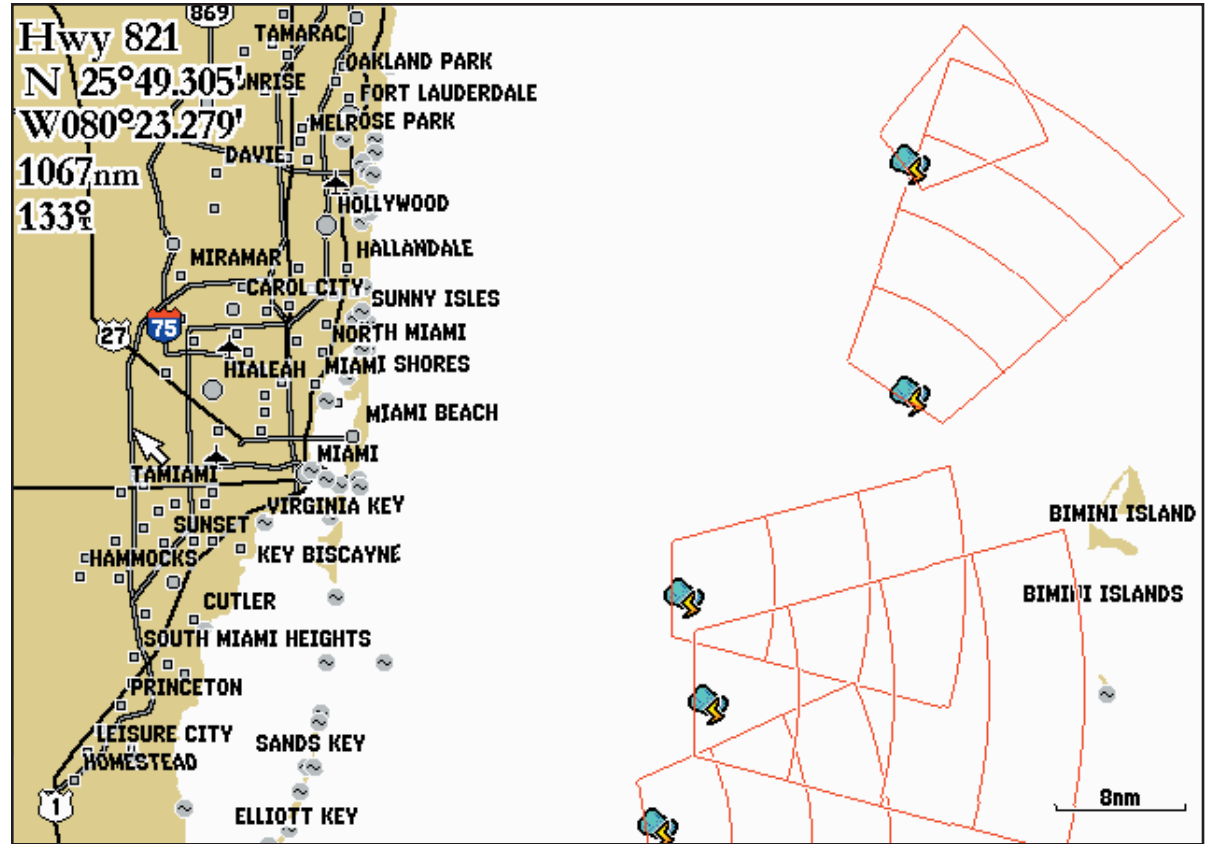 869
Hwy 821
TAMARAC
N 25°49.305'
OAKLAND PARK
NRISE
FORT LAUDERDALE
W080°23.279'
MELROSE PARK
DAVIE
1067nm
133°T
HOLLYWOOD
HALLANDALE
MIRAMAR
CAROL CITY
SUNNY ISLES
75
27
NORTH MIAMI
HIALEAH
MIAMI SHORES
MIAMI BEACH
MIAMI
TAMIAMI
VIRGINIA KEY
BIMINI ISLAND
SUNSET
HAMMOCKS
KEY BISCAYNE
BIMINI ISLANDS
CUTLER
SOUTH MIAMI HEIGHTS
PRINCETON
LEISURE CITY
SANDS KEY
HOMESTEAD
8nm
1
ELLIOTT KEY